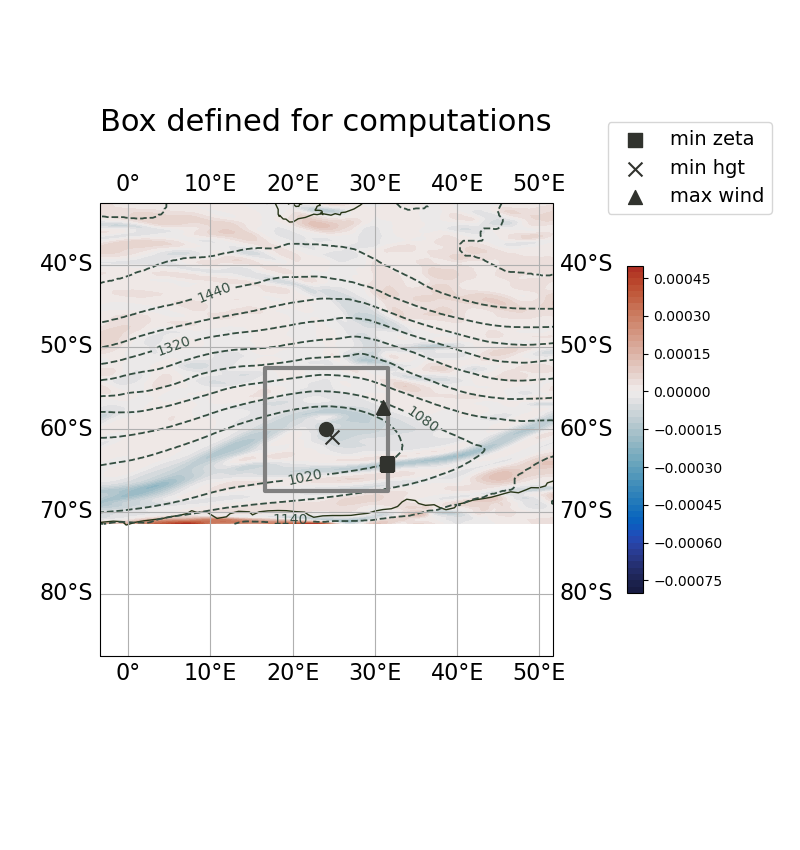 Box defined for computations
min zeta
min hgt
max wind
0° 10°E 20°E 30°E 40°E 50°E
40°S 40°S
50°S 50°S
60°S 60°S
70°S 70°S
80°S 80°S
1440
1320
1080
1020
1140
0° 10°E 20°E 30°E 40°E 50°E
0.00045
0.00030
0.00015
0.00000
−0.00015
−0.00030
−0.00045
−0.00060
−0.00075